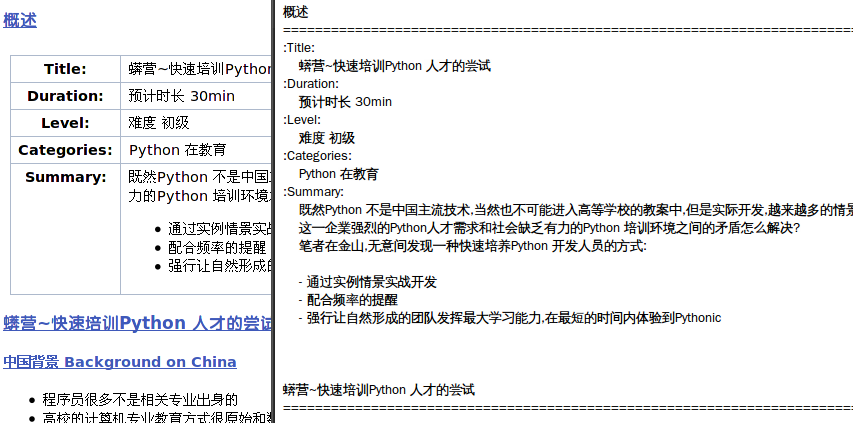 概述
Title: 蟒营~快速培训Python
Duration: 预计时长 30min
Level: 难度 初级
Categories: Python 在教育
Summary: 既然Python 不是中国
力的Python 培训环境
• 通过实例情景实
• 配合频率的提醒
• 强行让自然形成的
蟒营~快速培训Python 人才的尝试
中国背景 Background on China
• 程序员很多不是相关专业出身的
• 高校的计算机专业教育方式很原始和
概述
:Title:
蟒营~快速培训Python 人才的尝试
:Duration:
预计时长 30min
:Level:
难度 初级
:Categories:
Python 在教育
:Summary:
既然Python 不是中国主流技术,当然也不可能进入高等学校的教案中,但是实际开发,越来越多的情
这一企業强烈的Python人才需求和社会缺乏有力的Python 培训环境之间的矛盾怎么解决?
笔者在金山,无意间发现一种快速培养Python 开发人员的方式:
- 通过实例情景实战开发
- 配合频率的提醒
- 强行让自然形成的团队发挥最大学习能力,在最短的时间内体验到Pythonic
蟒营~快速培训Python 人才的尝试